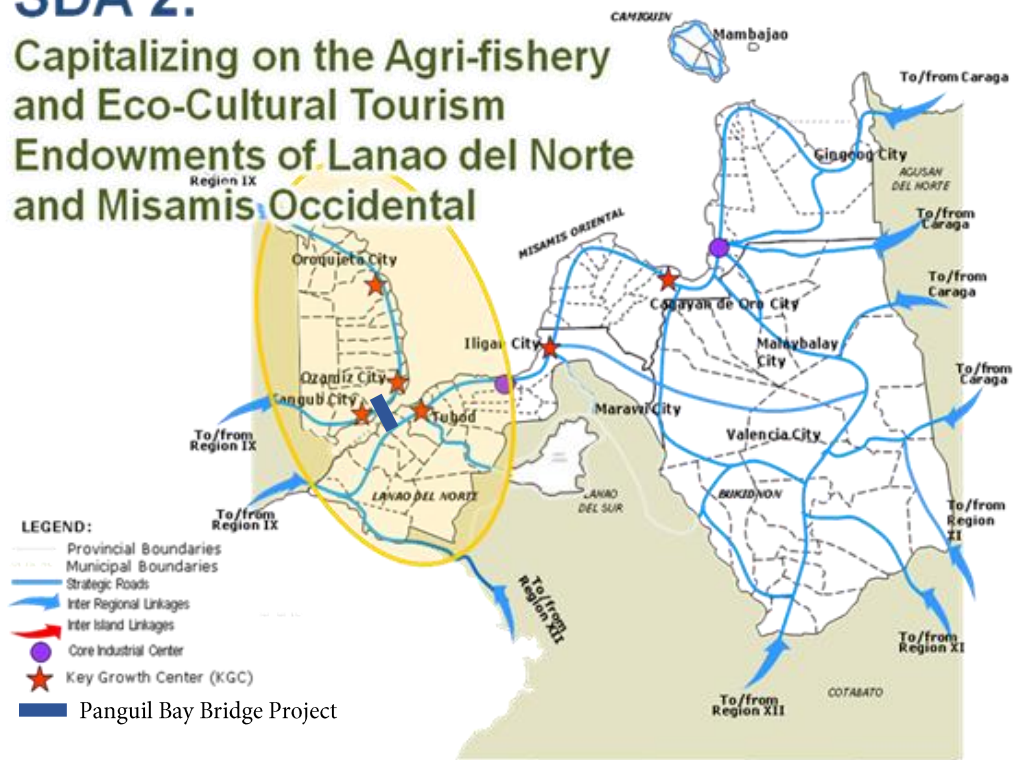 SDA 2:
Capitalizing on the Agri-fishery
and Eco-Cultural Tourism
Endowments of Lanao del Norte
and Misamis Occidental
CAMIGUIN
Mambajao
To/from Caraga
Gingoog City
AGUSAN
DEL NORTE
Region IX
To/from
Caraga
MISAMIS ORIENTAL
Oroquieta City
To/from
Caraga
Cagayan de Oro City
Iligan City
Malaybalay
City
To/from
Caraga
Ozamiz City
Tangub City
Tubod
Marawi City
Valencia City
To/from
Region IX
LANAO DEL NORTE
BUKIDNON
LANAO
DEL SUR
To/from
Region IX
To/from
Region
XI
To/from
Region XII
To/from
Region XI
To/from
Region XII
COTABATO
LEGEND:
Provincial Boundaries
Municipal Boundaries
Strategic Roads
Inter Regional Linkages
Inter Island Linkages
Core Industrial Center
Key Growth Center (KGC)
Panguil Bay Bridge Project